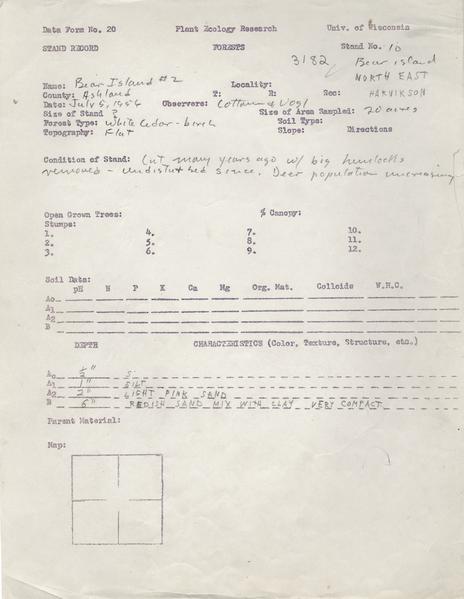 Data Form No. 20 Plant Ecology Research Univ. of Wisconsin
STAND RECORD FORESTS Stand No. 10
3182 Bear island
NORTH EAST
Name: Bear Island #2 Locality:
County: Ashland T: R: Sec: HARVIKSON
Date: July 5, 1956 Observers: Cottam & Vogl
Size of Stand ? Size of Area Sampled: 20 acres
Forest Type: White Cedar-birch Soil Type:
Topography: Flat Slope: Directions
Condition of Stand: Cut many years ago w/ big hemlocks
removed - undisturbed since. Deer population increasing
Open Grown Trees: % Canopy:
Stumps:
1. 4. 7. 10.
2. 5. 8. 11.
3. 6. 9. 12.
Soil Data:
pH N P K Ca Mg Org. Mat. Colloids W.H.C.
Ao
A1
A2
B
DEPTH CHARACTERISTICS (Color, Texture, Structure, etc.)
Ao ½"
A1 1" SILT
A2 2" LIGHT PINK SAND
B 6" REDISH SAND MIX WITH CLAY VERY COMPACT
Parent Material:
Map: